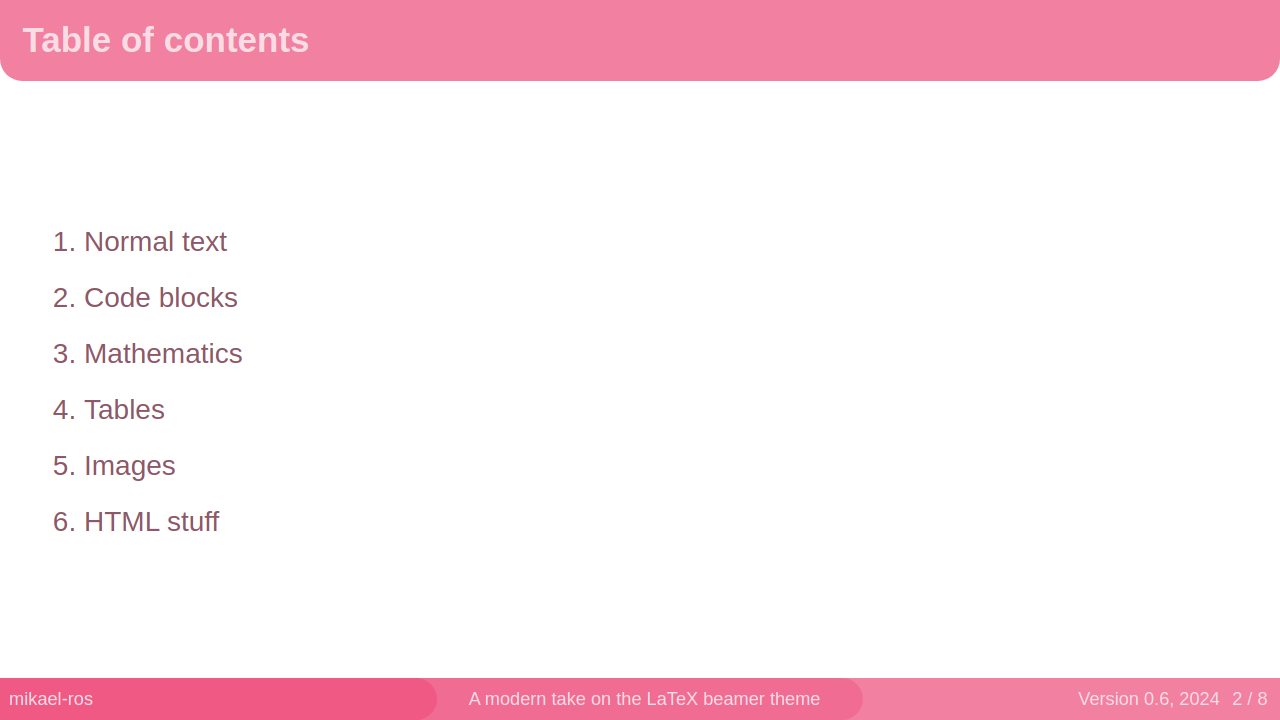 Table of contents
1. Normal text
2. Code blocks
3. Mathematics
4. Tables
5. Images
6. HTML stuff
mikael-ros
A modern take on the LaTeX beamer theme
Version 0.6, 2024 2 / 8